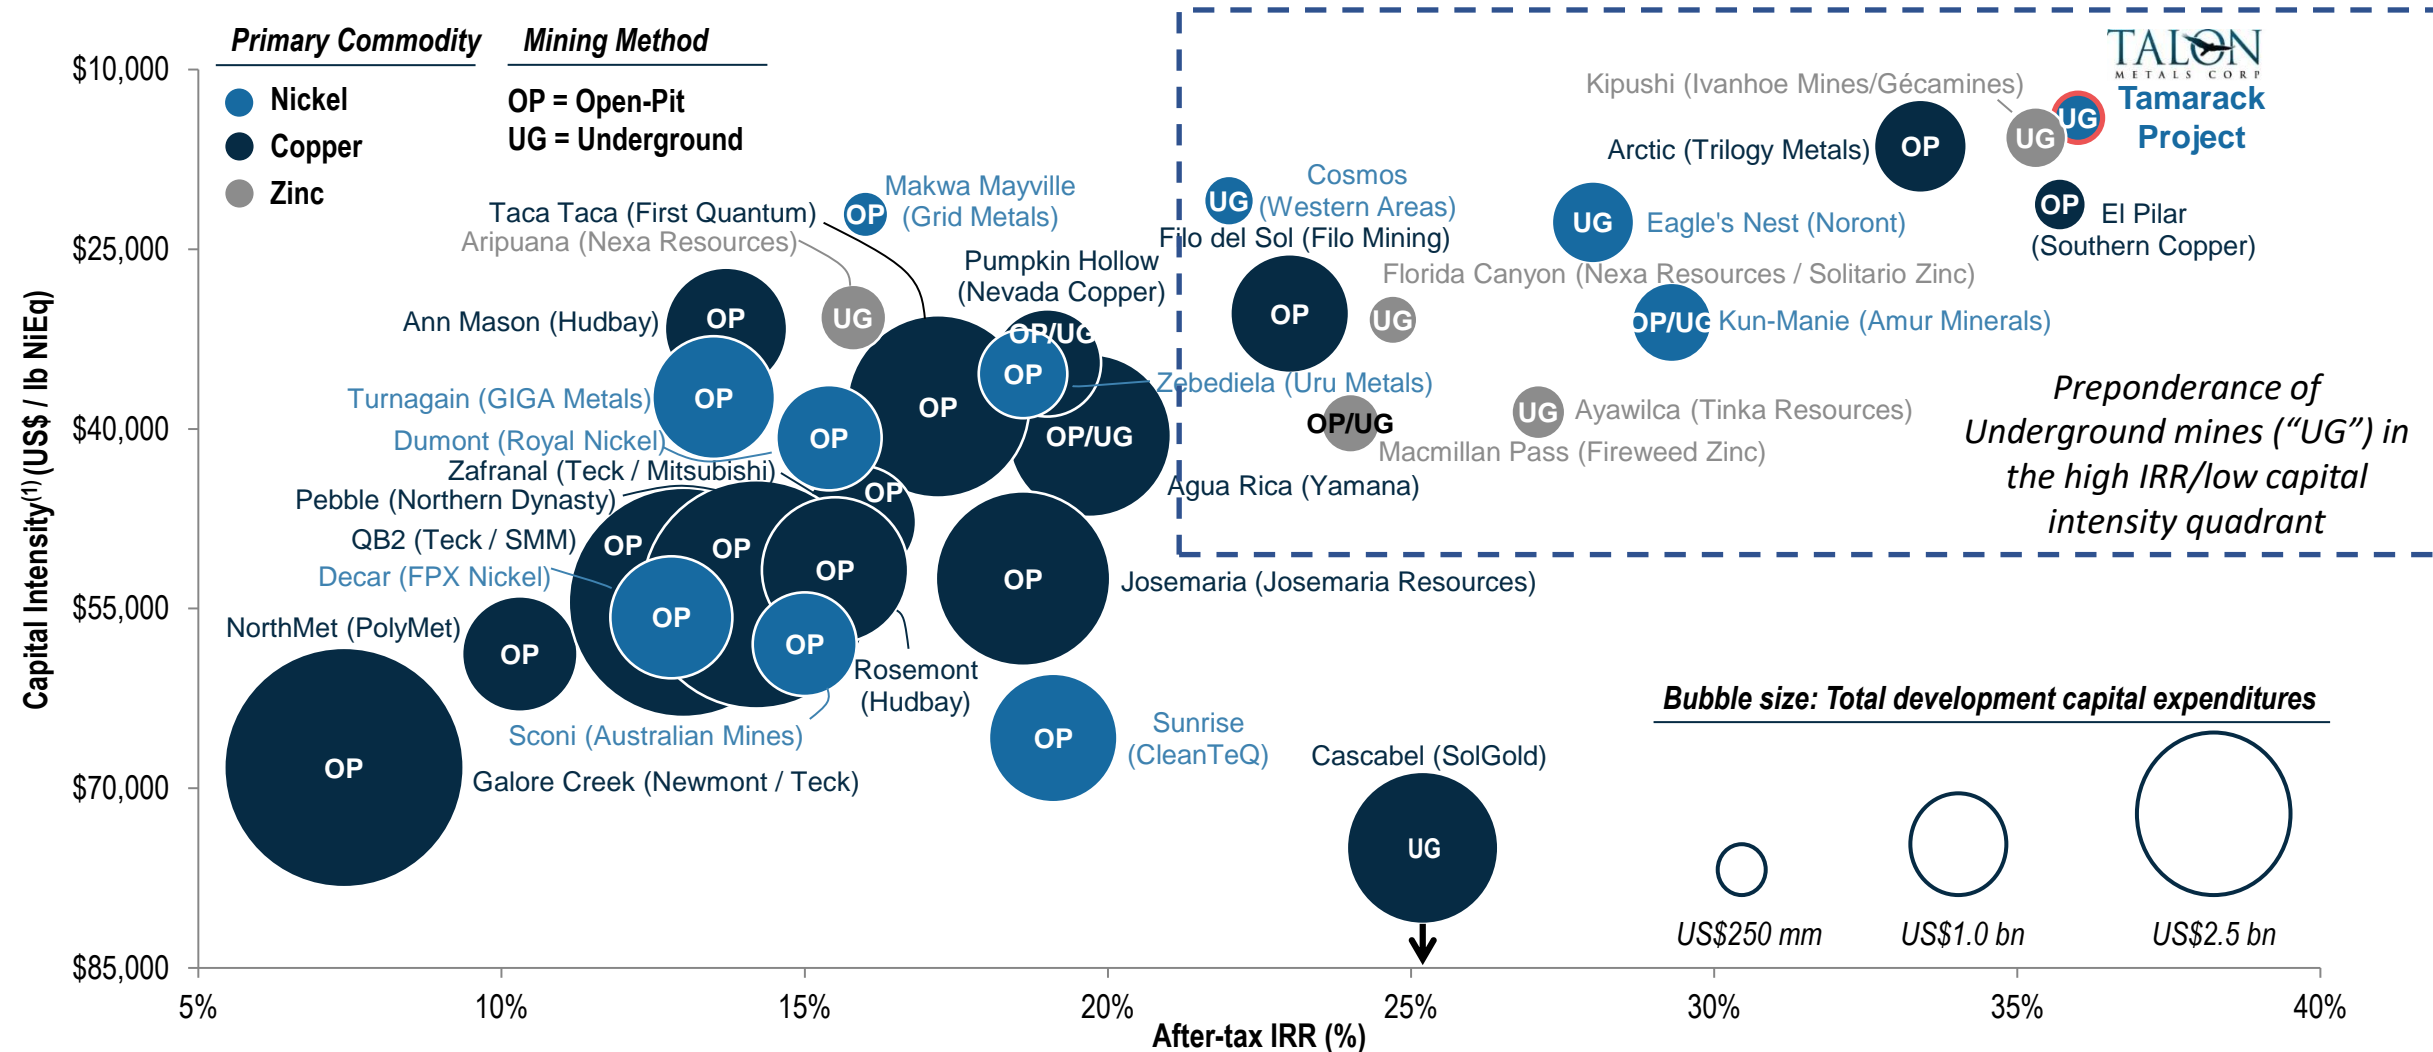 Primary Commodity
Nickel
Copper
Zinc
Mining Method
OP = Open-Pit
UG = Underground
Capital Intensity(1) (US$ / lb NiEq)
$10,000
$25,000
$40,000
$55,000
$70,000
$85,000
TALON
METALS CORP
Tamarack
Project
UG
Kipushi (Ivanhoe Mines/Gécamines)
UG
Arctic (Trilogy Metals)
OP
OP
El Pilar
(Southern Copper)
Cosmos
(Western Areas)
UG
Makwa Mayville
(Grid Metals)
OP
Taca Taca (First Quantum)
OP
Aripuana (Nexa Resources)
UG
UG
Eagle's Nest (Noront)
Filo del Sol (Filo Mining)
OP
Pumpkin Hollow
(Nevada Copper)
OP/UG
Florida Canyon (Nexa Resources / Solitario Zinc)
UG
Ann Mason (Hudbay)
OP
OP/UG
Kun-Manie (Amur Minerals)
Zebediela (Uru Metals)
OP
Turnagain (GIGA Metals)
OP
UG
Ayawilca (Tinka Resources)
OP/UG
Macmillan Pass (Fireweed Zinc)
Dumont (Royal Nickel)
OP
OP/UG
Agua Rica (Yamana)
Zafranal (Teck / Mitsubishi)
OP
Pebble (Northern Dynasty)
OP
QB2 (Teck / SMM)
OP
Decar (FPX Nickel)
OP
OP
Rosemont
(Hudbay)
OP
Josemaria (Josemaria Resources)
NorthMet (PolyMet)
OP
OP
Sconi (Australian Mines)
OP
Galore Creek (Newmont / Teck)
OP
Sunrise
(CleanTeQ)
Cascabel (SolGold)
UG
Preponderance of
Underground mines (“UG”) in
the high IRR/low capital
intensity quadrant
Bubble size: Total development capital expenditures
US$250 mm
US$1.0 bn
US$2.5 bn
5%
10%
15%
20%
25%
30%
35%
40%
After-tax IRR (%)